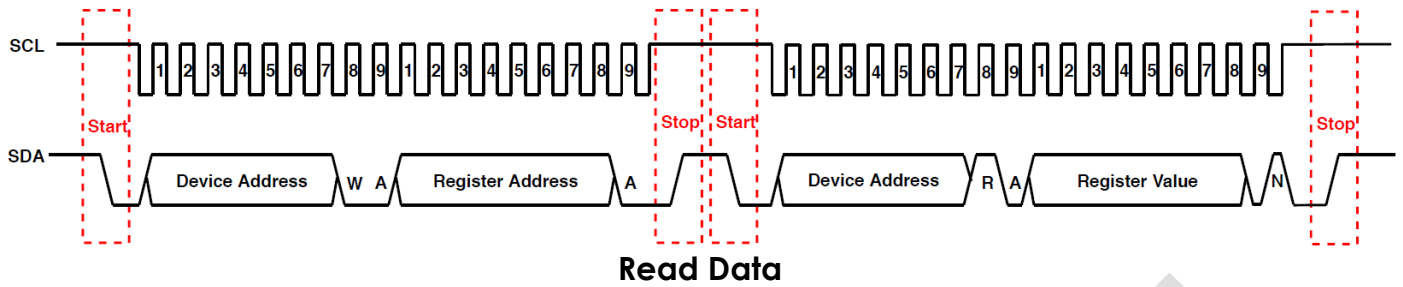 SCL 1 2 3 4 5 6 7 8 9 1 2 3 4 5 6 7 8 9 1 2 3 4 5 6 7 8 9 1 2 3 4 5 6 7 8 9
Start Stop Start Stop
SDA Device Address W A Register Address A Device Address R A Register Value N
Read Data